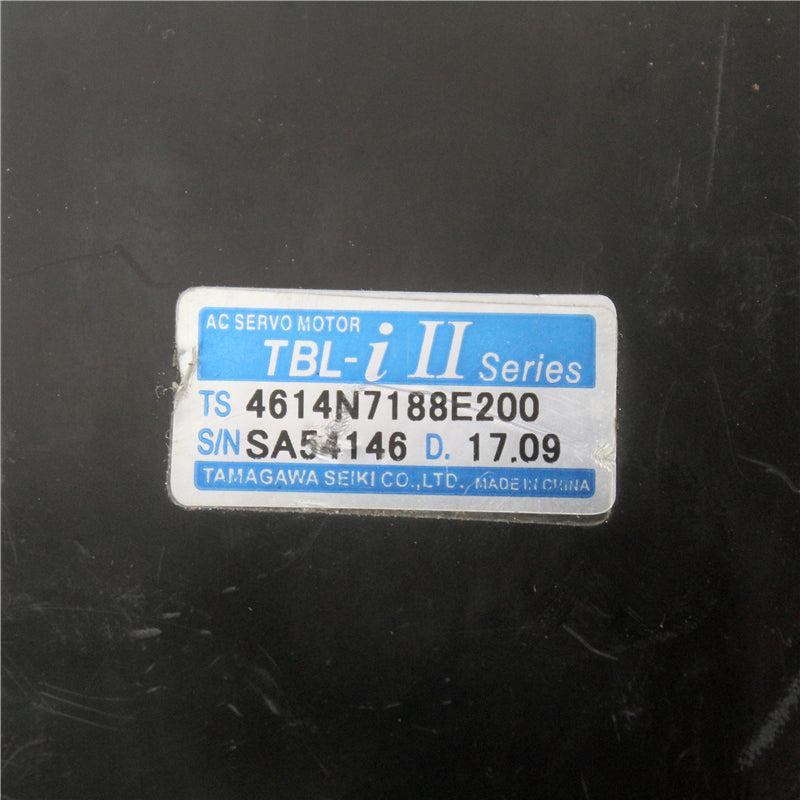 AC SERVO MOTOR
TBL-i II Series
TS 4614N7188E200
S/N SA54146 D. 17.09
TAMAGAWA SEIKI CO.,LTD. MADE IN CHINA